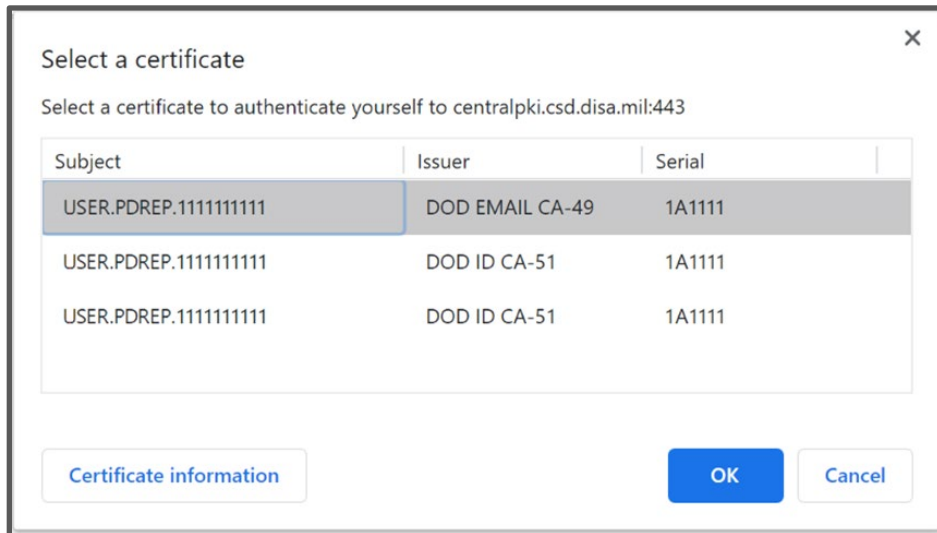 Select a certificate
Select a certificate to authenticate yourself to centralpki.csd.disa.mil:443
Subject Issuer Serial
USER.PDREP.1111111111 DOD EMAIL CA-49 1A1111
USER.PDREP.1111111111 DOD ID CA-51 1A1111
USER.PDREP.1111111111 DOD ID CA-51 1A1111
Certificate information OK Cancel